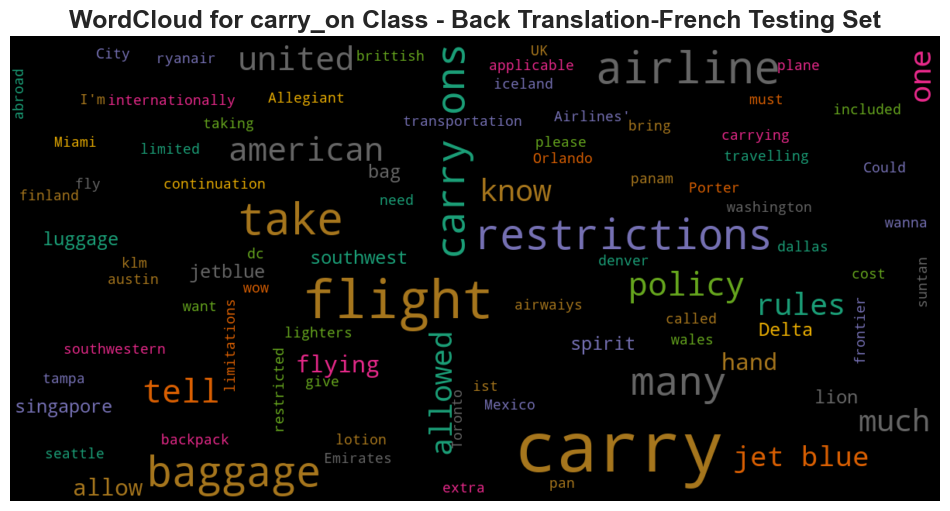 WordCloud for carry_on Class - Back Translation-French Testing Set
City
ryanair
united
brittish
carry ons
UK
applicable
iceland
airline
plane
one
abroad
I'm
internationally
Allegiant
must
included
taking
transportation
Airlines'
bring
carrying
Miami
limited
american
please
Orlando
travelling
Could
bag
fly
finland
continuation
need
know
panam
Porter
washington
take
restrictions
wanna
luggage
dc
southwest
denver
dallas
klm
austin
jetblue
wow
flight
policy
cost
suntan
want
limitations
airwaiys
called
rules
Delta
frontier
lighters
southwestern
restricted
flying
give
allowed
spirit
wales
hand
tampa
tell
ist
many
lion
singapore
Toronto
Mexico
much
backpack
lotion
carry
jet blue
seattle
Emirates
baggage
allow
extra
pan